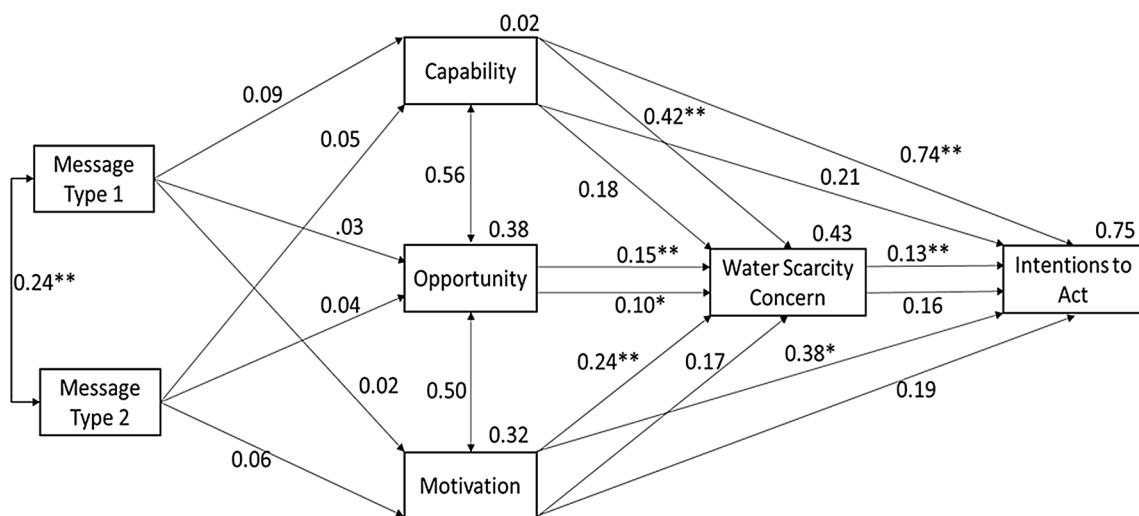 0.02
Capability
0.09
0.42**
0.05
0.74**
Message
Type 1
0.56
0.21
0.18
.03
0.38
0.43
0.75
0.15**
0.13**
Opportunity
Water Scarcity
Concern
Intentions to
Act
0.24**
0.04
0.10*
0.16
0.24**
0.17
0.38*
0.02
0.50
0.19
Message
Type 2
0.32
0.06
Motivation